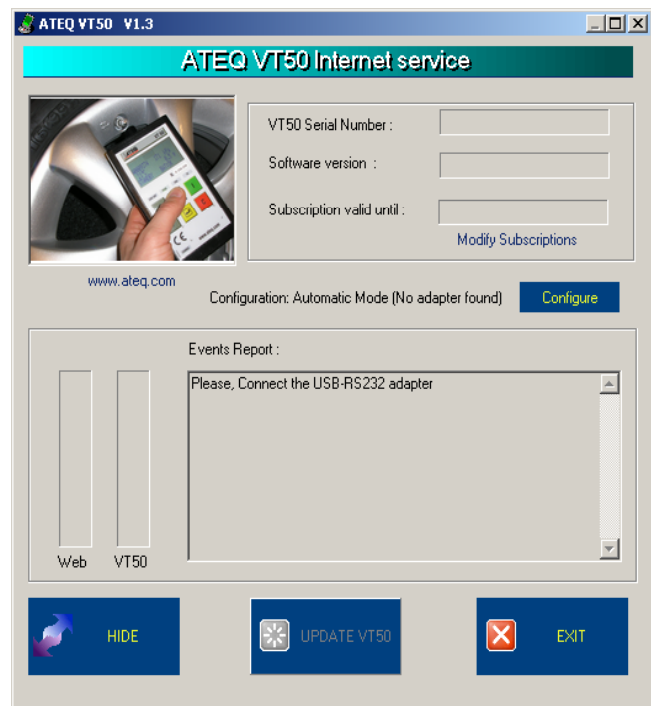 ATEQ VT50 V1.3
ATEQ VT50 Internet service
VT50 Serial Number :
Software version :
Subscription valid until :
Modify Subscriptions
www.ateq.com
Configuration: Automatic Mode (No adapter found)
Configure
Events Report :
Please, Connect the USB-RS232 adapter
Web
VT50
HIDE
UPDATE VT50
EXIT